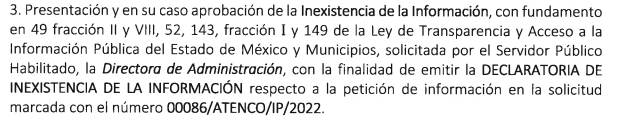 3. Presentación y en su caso aprobación de la Inexistencia de la Información, con fundamento
en 49 fracción II y VIII, 52, 143, fracción I y 149 de la Ley de Transparencia y Acceso a la
Información Pública del Estado de México y Municipios, solicitada por el Servidor Público
Habilitado, la Directora de Administración, con la finalidad de emitir la DECLARATORIA DE
INEXISTENCIA DE LA INFORMACIÓN respecto a la petición de información en la solicitud
marcada con el número 00086/ATENCO/IP/2022.